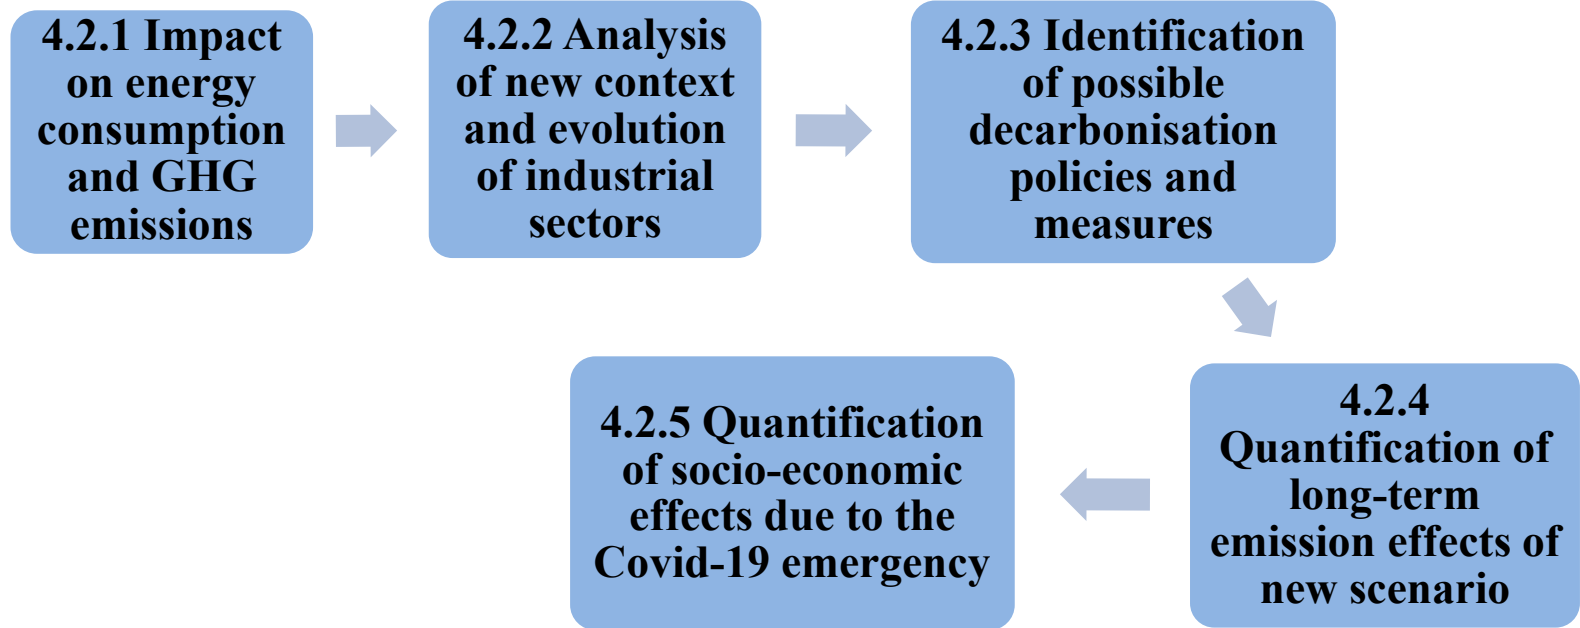 4.2.1 Impact
on energy
consumption
and GHG
emissions
4.2.2 Analysis
of new context
and evolution
of industrial
sectors
4.2.3 Identification
of possible
decarbonisation
policies and
measures
4.2.4
Quantification of
long-term
emission effects of
new scenario
4.2.5 Quantification
of socio-economic
effects due to the
Covid-19 emergency